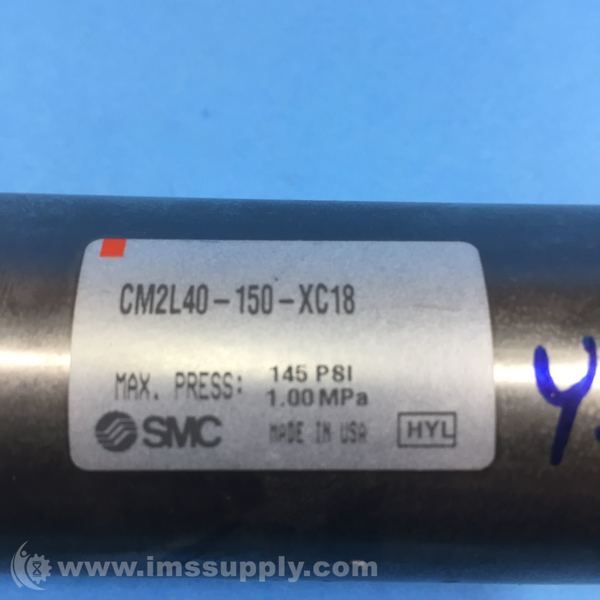 CM2L40-150-XC18
MAX. PRESS: 145 PSI
1.00 MPa
SMC MADE IN USA HYL
www.imssupply.com